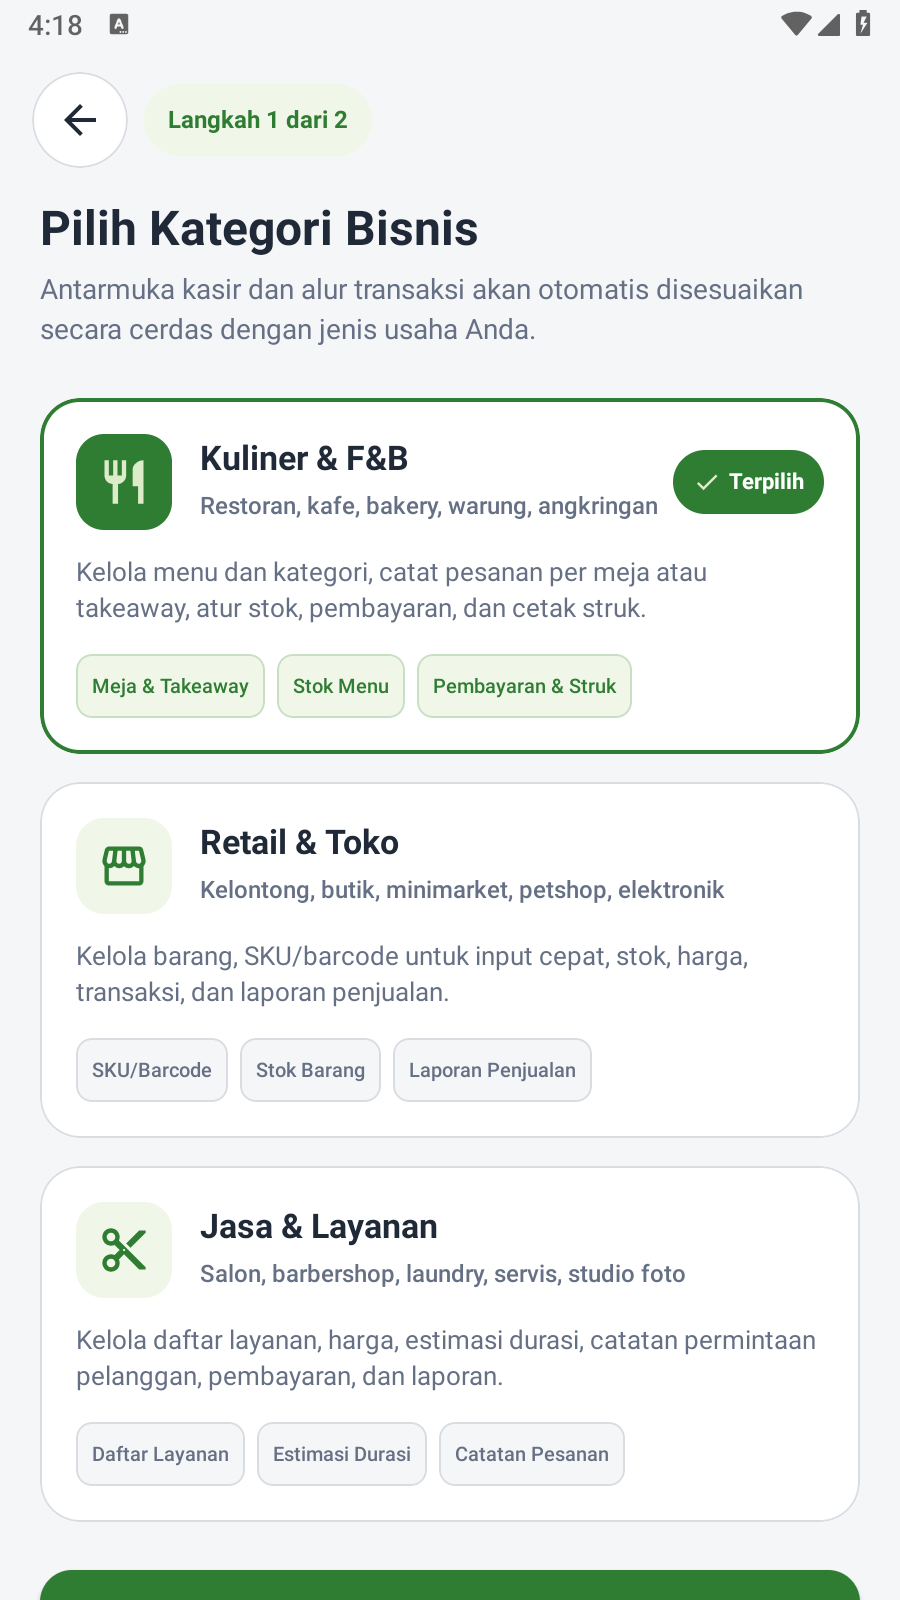 4:18
A
Langkah 1 dari 2
Pilih Kategori Bisnis
Antarmuka kasir dan alur transaksi akan otomatis disesuaikan
secara cerdas dengan jenis usaha Anda.
Kuliner & F&B
Restoran, kafe, bakery, warung, angkringan
Terpilih
Kelola menu dan kategori, catat pesanan per meja atau
takeaway, atur stok, pembayaran, dan cetak struk.
Meja & Takeaway
Stok Menu
Pembayaran & Struk
Retail & Toko
Kelontong, butik, minimarket, petshop, elektronik
Kelola barang, SKU/barcode untuk input cepat, stok, harga,
transaksi, dan laporan penjualan.
SKU/Barcode
Stok Barang
Laporan Penjualan
Jasa & Layanan
Salon, barbershop, laundry, servis, studio foto
Kelola daftar layanan, harga, estimasi durasi, catatan permintaan
pelanggan, pembayaran, dan laporan.
Daftar Layanan
Estimasi Durasi
Catatan Pesanan